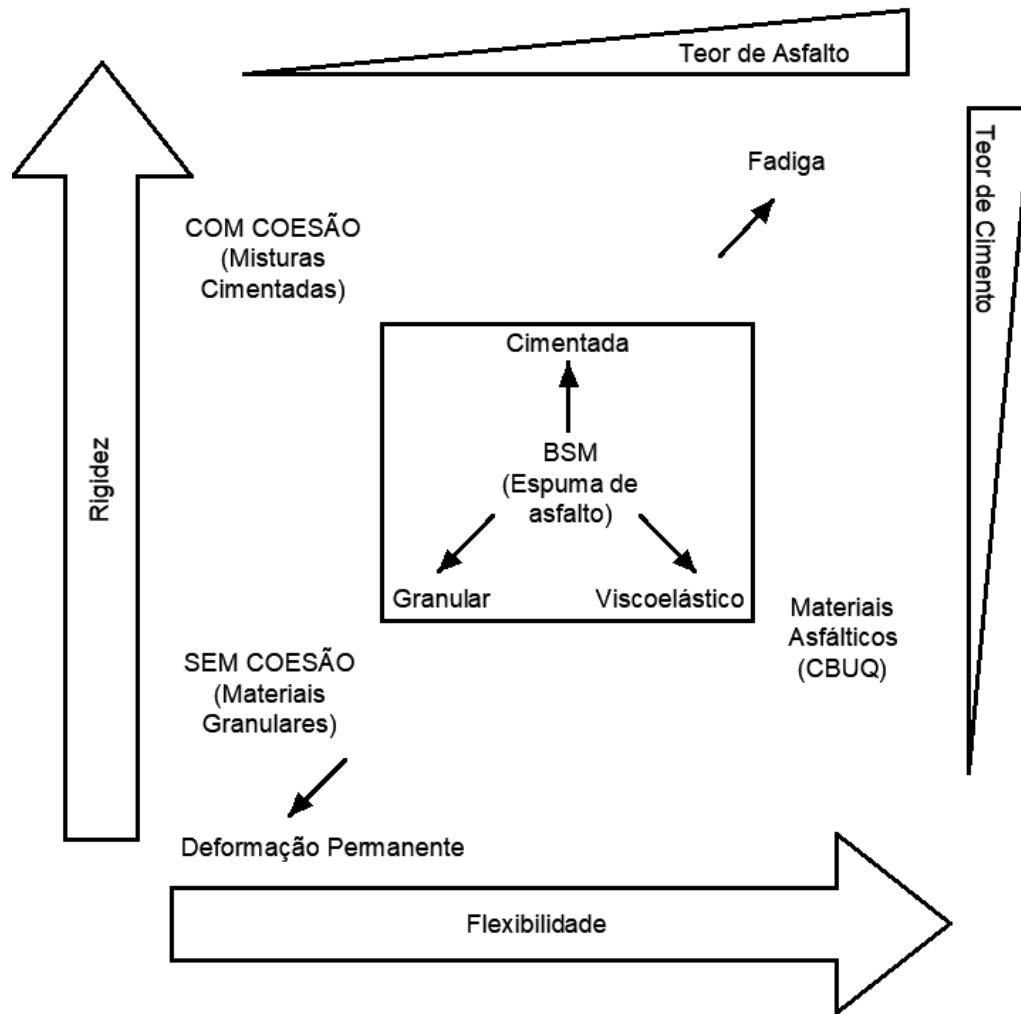 Teor de Asfalto
Teor de Cimento
Fadiga
COM COESÃO
(Misturas
Cimentadas)
Cimentada
BSM
(Espuma de
asfalto)
Granular
Viscoelástico
Rigidez
Materiais
Asfálticos
(CBUQ)
SEM COESÃO
(Materiais
Granulares)
Deformação Permanente
Flexibilidade